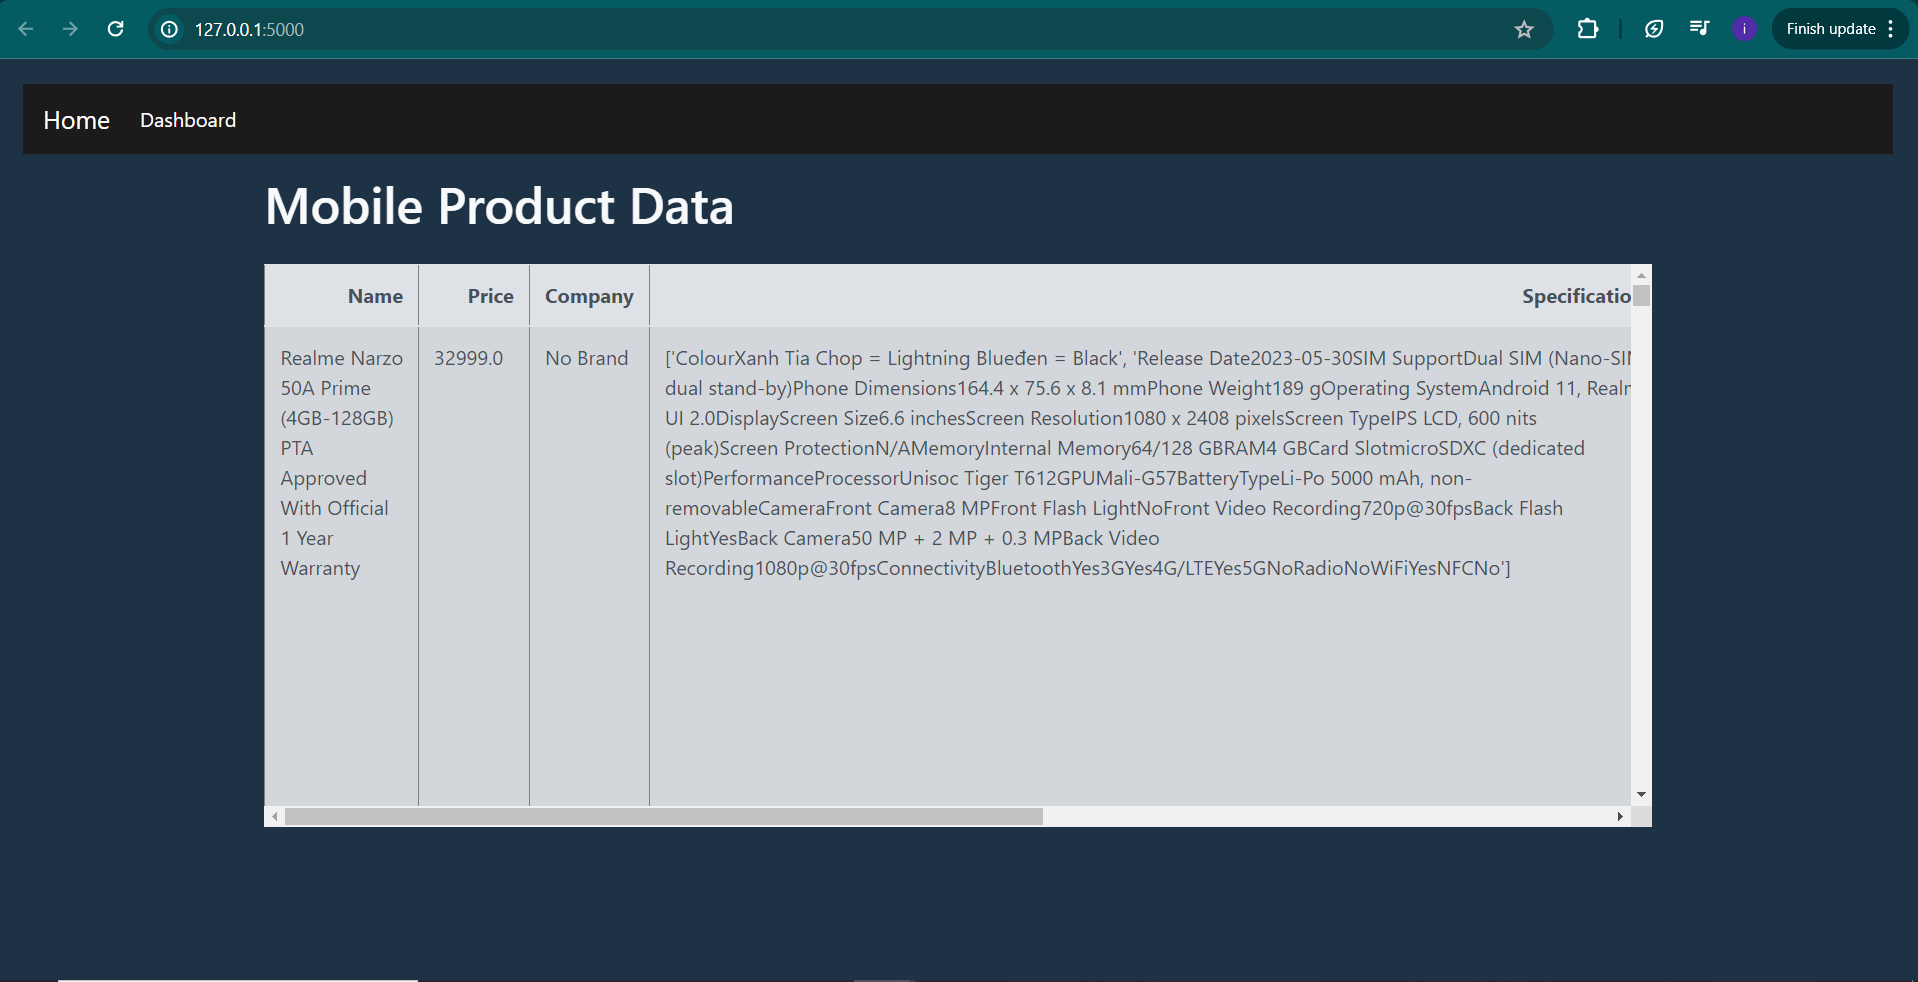 127.0.0.1:5000
i
Finish update
Home Dashboard
Mobile Product Data
Name Price Company Specificatio
Realme Narzo
50A Prime
(4GB-128GB)
PTA
Approved
With Official
1 Year
Warranty
32999.0
No Brand
['ColourXanh Tia Chop = Lightning Blueđen = Black', 'Release Date2023-05-30SIM SupportDual SIM (Nano-SI
dual stand-by)Phone Dimensions164.4 x 75.6 x 8.1 mmPhone Weight189 gOperating SystemAndroid 11, Realm
UI 2.0DisplayScreen Size6.6 inchesScreen Resolution1080 x 2408 pixelsScreen TypeIPS LCD, 600 nits
(peak)Screen ProtectionN/AMemoryInternal Memory64/128 GBRAM4 GBCard SlotmicroSDXC (dedicated
slot)PerformanceProcessorUnisoc Tiger T612GPUMali-G57BatteryTypeLi-Po 5000 mAh, non-
removableCameraFront Camera8 MPFront Flash LightNoFront Video Recording720p@30fpsBack Flash
LightYesBack Camera50 MP + 2 MP + 0.3 MPBack Video
Recording1080p@30fpsConnectivityBluetoothYes3GYes4G/LTEYes5GNoRadioNoWiFiYesNFCNo']